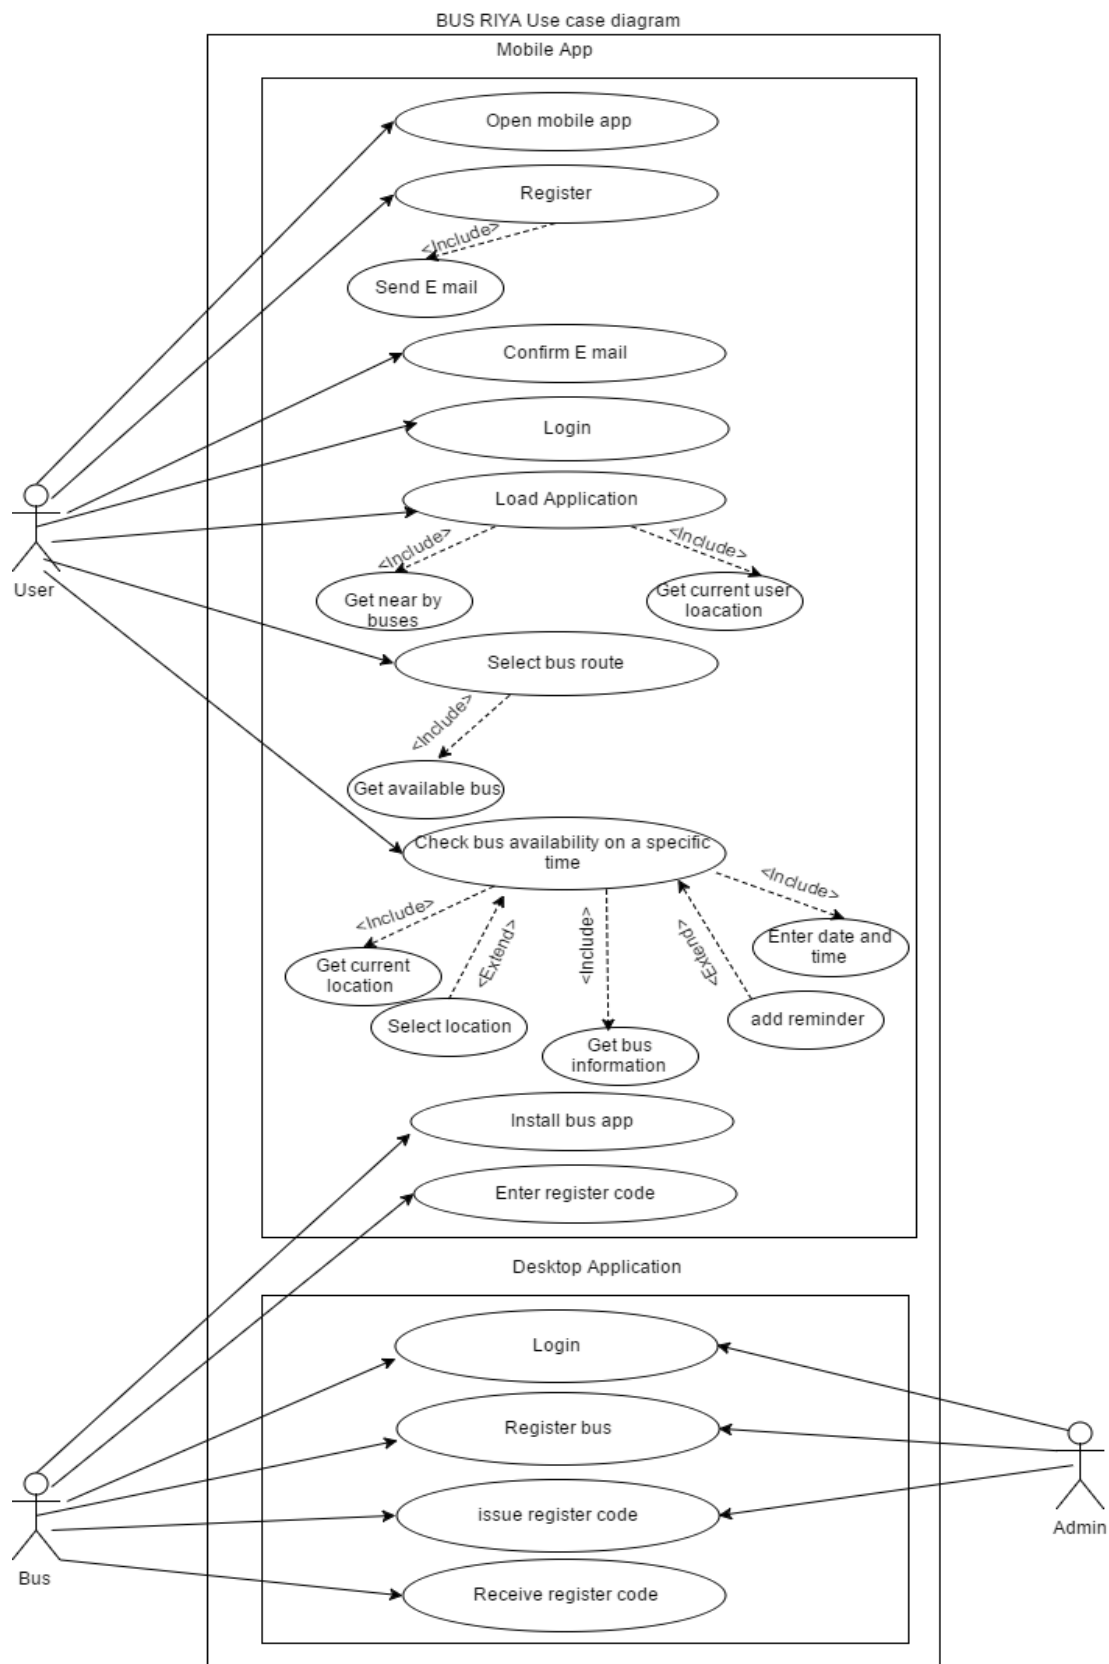 BUS RIYA Use case diagram
Mobile App
Open mobile app
Register
<Include>
Send E mail
Confirm E mail
Login
Load Application
<Include>
<Include>
Get near by
buses
Get current user
loacation
User
Select bus route
<Include>
Get available bus
Check bus availability on a specific
time
<Include>
<Extend>
<Include>
<Extend>
<Include>
Get current
location
Enter date and
time
Select location
add reminder
Get bus
information
Install bus app
Enter register code
Desktop Application
Login
Register bus
issue register code
Receive register code
Bus
Admin